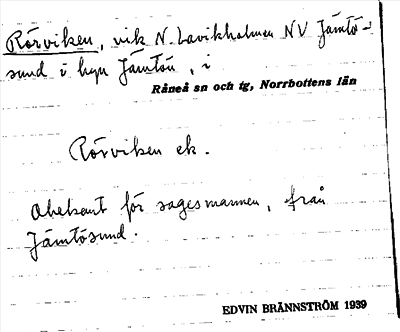 Rörviken, vik N. Lavikholmen NV Jämtö-
sund i byn Jämtön, i
Råneå sn och tg, Norrbottens län
Rörviken ek.
Obekant för sagesmannen, från
Jämtösund.
EDVIN BRÄNNSTRÖM 1939